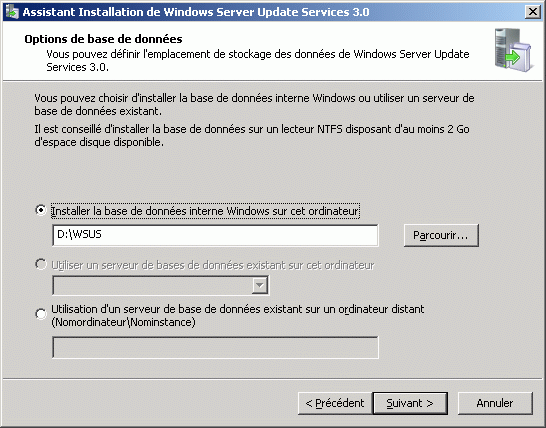 Assistant Installation de Windows Server Update Services 3.0
Options de base de données
Vous pouvez définir l'emplacement de stockage des données de Windows Server Update
Services 3.0.
Vous pouvez choisir d'installer la base de données interne Windows ou utiliser un serveur de
base de données existant.
Il est conseillé d'installer la base de données sur un lecteur NTFS disposant d'au moins 2 Go
d'espace disque disponible.
Installer la base de données interne Windows sur cet ordinateur
D:\WSUS
Parcourir...
Utiliser un serveur de bases de données existant sur cet ordinateur
Utilisation d'un serveur de base de données existant sur un ordinateur distant
(Nomordinateur\Nominstance)
< Précédent
Suivant >
Annuler